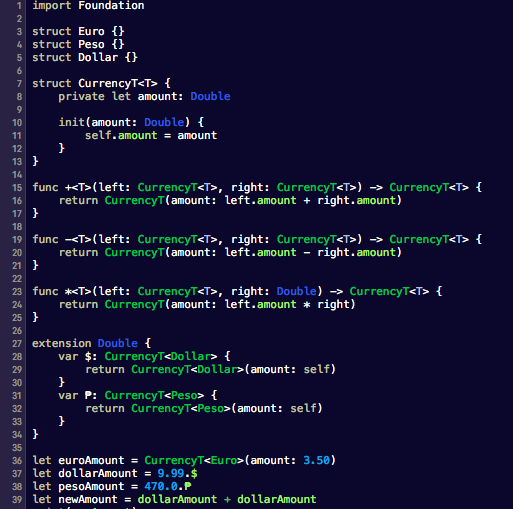 1 import Foundation
2
3 struct Euro {}
4 struct Peso {}
5 struct Dollar {}
6
7 struct CurrencyT<T> {
8     private let amount: Double
9
10     init(amount: Double) {
11         self.amount = amount
12     }
13 }
14
15 func +<T>(left: CurrencyT<T>, right: CurrencyT<T>) -> CurrencyT<T> {
16     return CurrencyT(amount: left.amount + right.amount)
17 }
18
19 func -<T>(left: CurrencyT<T>, right: CurrencyT<T>) -> CurrencyT<T> {
20     return CurrencyT(amount: left.amount - right.amount)
21 }
22
23 func *<T>(left: CurrencyT<T>, right: Double) -> CurrencyT<T> {
24     return CurrencyT(amount: left.amount * right)
25 }
26
27 extension Double {
28     var $: CurrencyT<Dollar> {
29         return CurrencyT<Dollar>(amount: self)
30     }
31     var ₱: CurrencyT<Peso> {
32         return CurrencyT<Peso>(amount: self)
33     }
34 }
35
36 let euroAmount = CurrencyT<Euro>(amount: 3.50)
37 let dollarAmount = 9.99.$
38 let pesoAmount = 470.0.₱
39 let newAmount = dollarAmount + dollarAmount